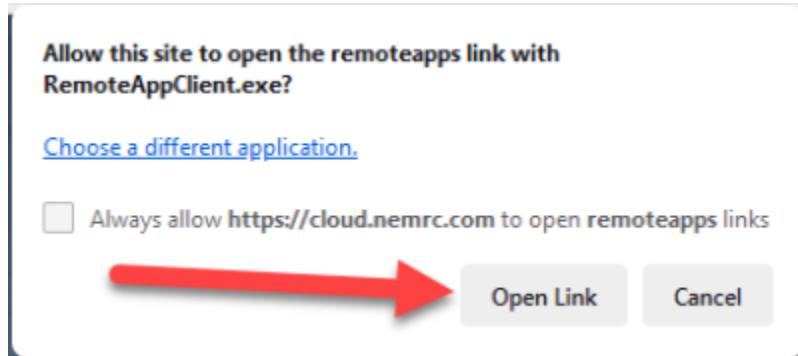 Allow this site to open the remoteapps link with
RemoteAppClient.exe?
Choose a different application.
Always allow https://cloud.nemrc.com to open remoteapps links
Open Link Cancel